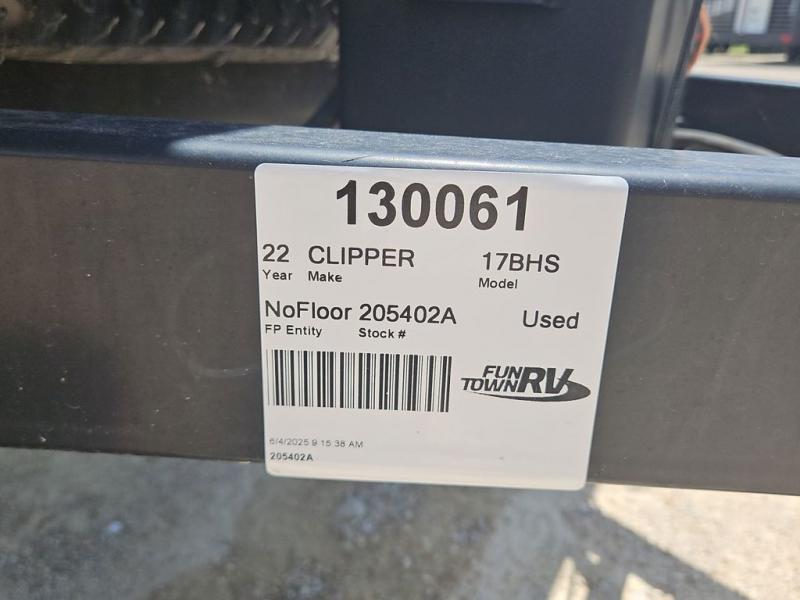 130061
22 CLIPPER 17BHS
Year Make Model
NoFloor 205402A Used
FP Entity Stock #
FUN
TOWN RV
6/4/2025 9 15 38 AM
205402A